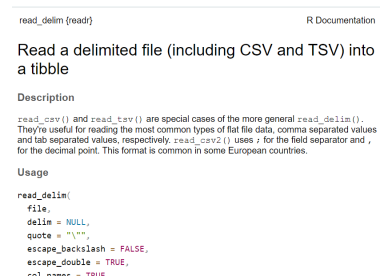 read_delim {readr} R Documentation
Read a delimited file (including CSV and TSV) into
a tibble
Description
read_csv() and read_tsv() are special cases of the more general read_delim().
They're useful for reading the most common types of flat file data, comma separated values
and tab separated values, respectively. read_csv2() uses ; for the field separator and ,
for the decimal point. This format is common in some European countries.
Usage
read_delim(
file,
delim = NULL,
quote = "\"",
escape_backslash = FALSE,
escape_double = TRUE,
col_names = TRUE,